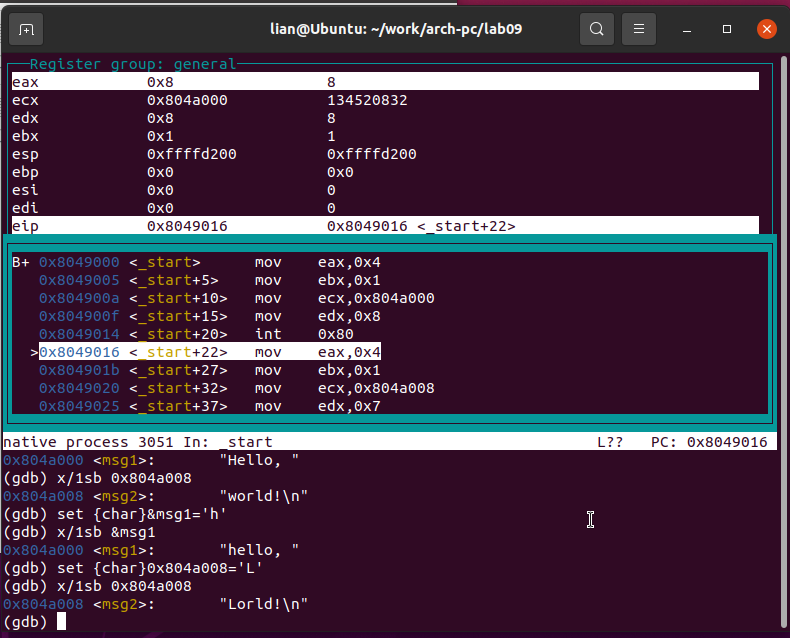 lian@Ubuntu: ~/work/arch-pc/lab09
Register group: general
eax 0x8 8
ecx 0x804a000 134520832
edx 0x8 8
ebx 0x1 1
esp 0xffffd200 0xffffd200
ebp 0x0 0x0
esi 0x0 0
edi 0x0 0
eip 0x8049016 0x8049016 <_start+22>
B+ 0x8049000 <_start> mov eax,0x4
0x8049005 <_start+5> mov ebx,0x1
0x804900a <_start+10> mov ecx,0x804a000
0x804900f <_start+15> mov edx,0x8
0x8049014 <_start+20> int 0x80
>0x8049016 <_start+22> mov eax,0x4
0x804901b <_start+27> mov ebx,0x1
0x8049020 <_start+32> mov ecx,0x804a008
0x8049025 <_start+37> mov edx,0x7
native process 3051 In: _start L?? PC: 0x8049016
0x804a000 <msg1>: "Hello, "
(gdb) x/1sb 0x804a008
0x804a008 <msg2>: "world!\n"
(gdb) set {char}&msg1='h'
(gdb) x/1sb &msg1
0x804a000 <msg1>: "hello, "
(gdb) set {char}0x804a008='L'
(gdb) x/1sb 0x804a008
0x804a008 <msg2>: "Lorld!\n"
(gdb)